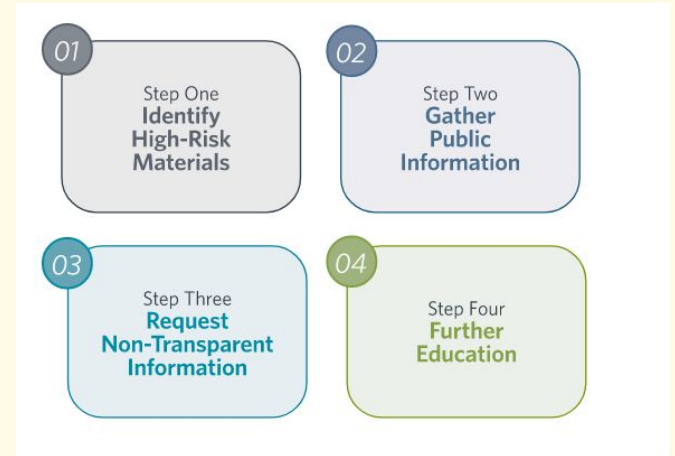 01
Step One
Identify
High-Risk
Materials
02
Step Two
Gather
Public
Information
03
Step Three
Request
Non-Transparent
Information
04
Step Four
Further
Education